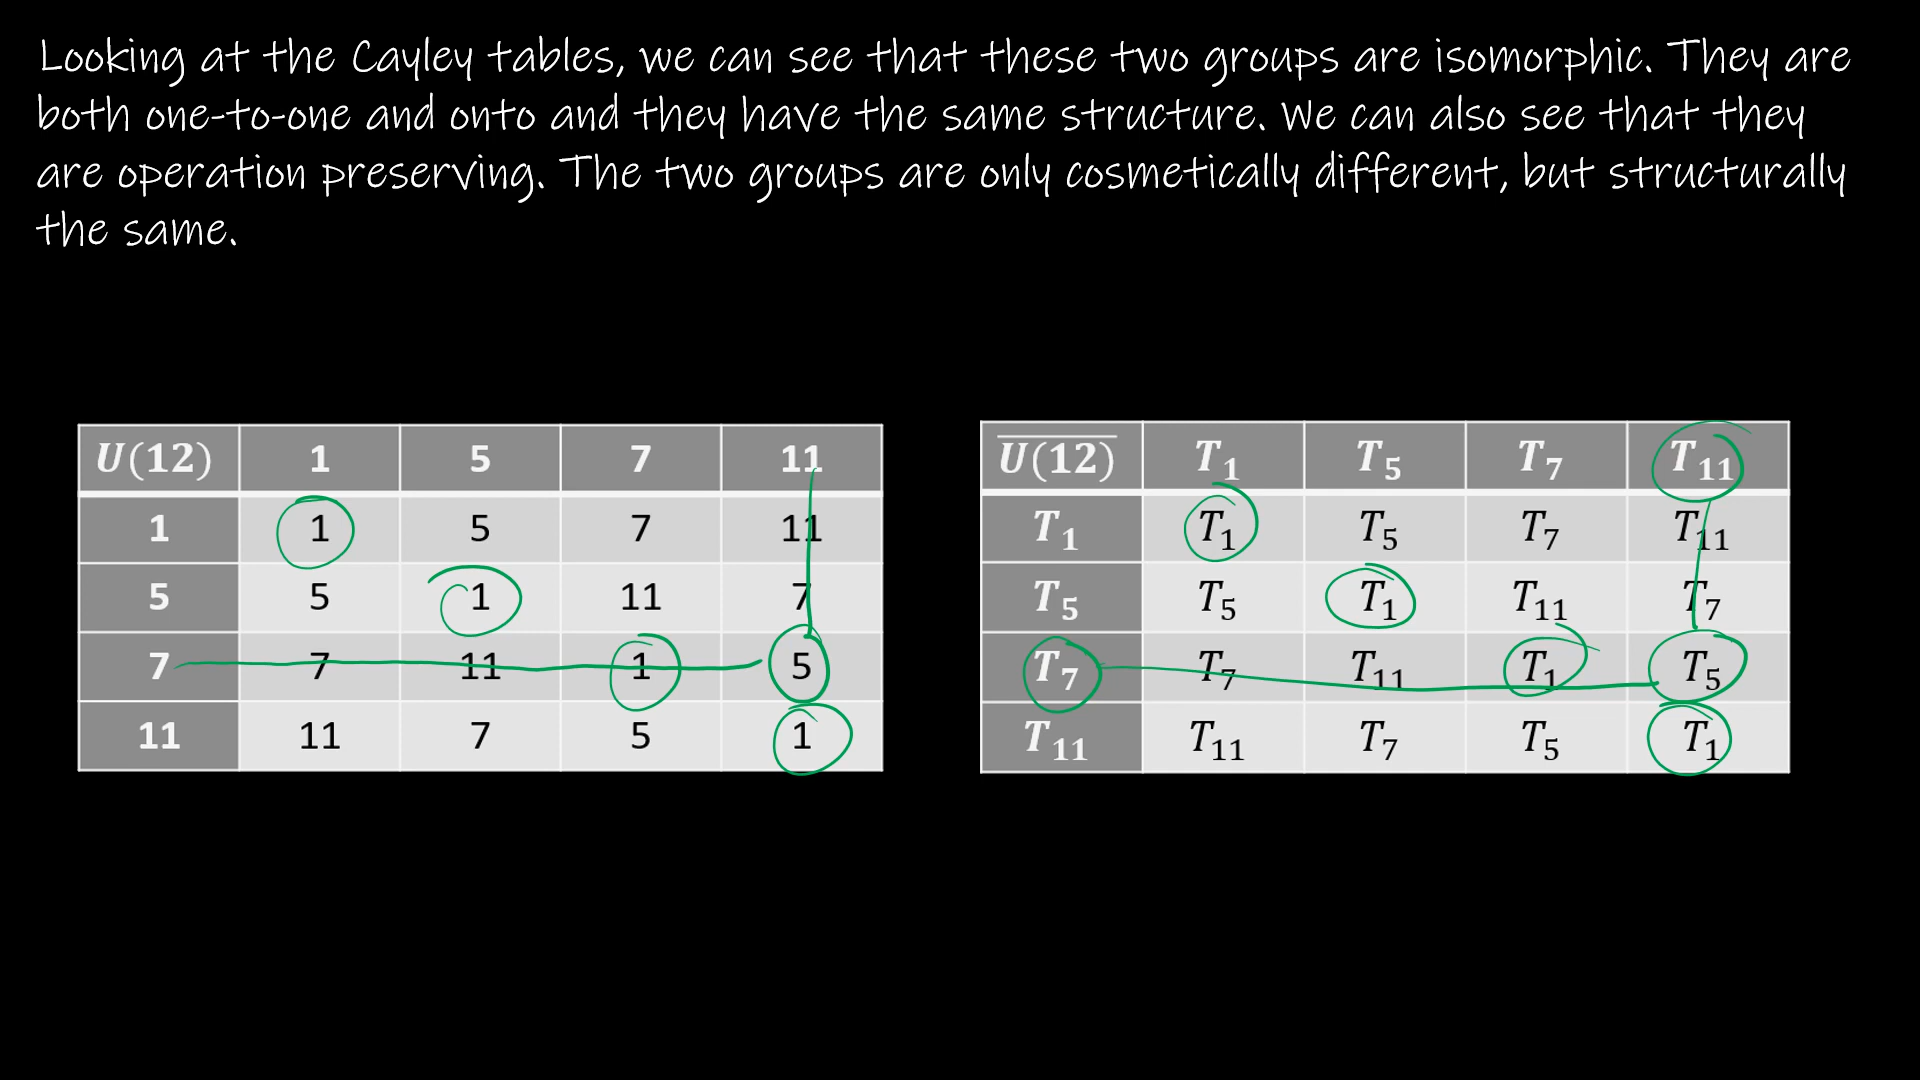 Looking at the Cayley tables, we can see that these two groups are isomorphic. They are
both one-to-one and onto and they have the same structure. We can also see that they
are operation preserving. The two groups are only cosmetically different, but structurally
the same.
U(12) 1 5 7 11
1 1 5 7 11
5 5 1 11 7
7 7 11 1 5
11 11 7 5 1
U̅(̅1̅2̅)̅ T₁ T₅ T₇ T₁₁
T₁ T₁ T₅ T₇ T₁₁
T₅ T₅ T₁ T₁₁ T₇
T₇ T₇ T₁₁ T₁ T₅
T₁₁ T₁₁ T₇ T₅ T₁